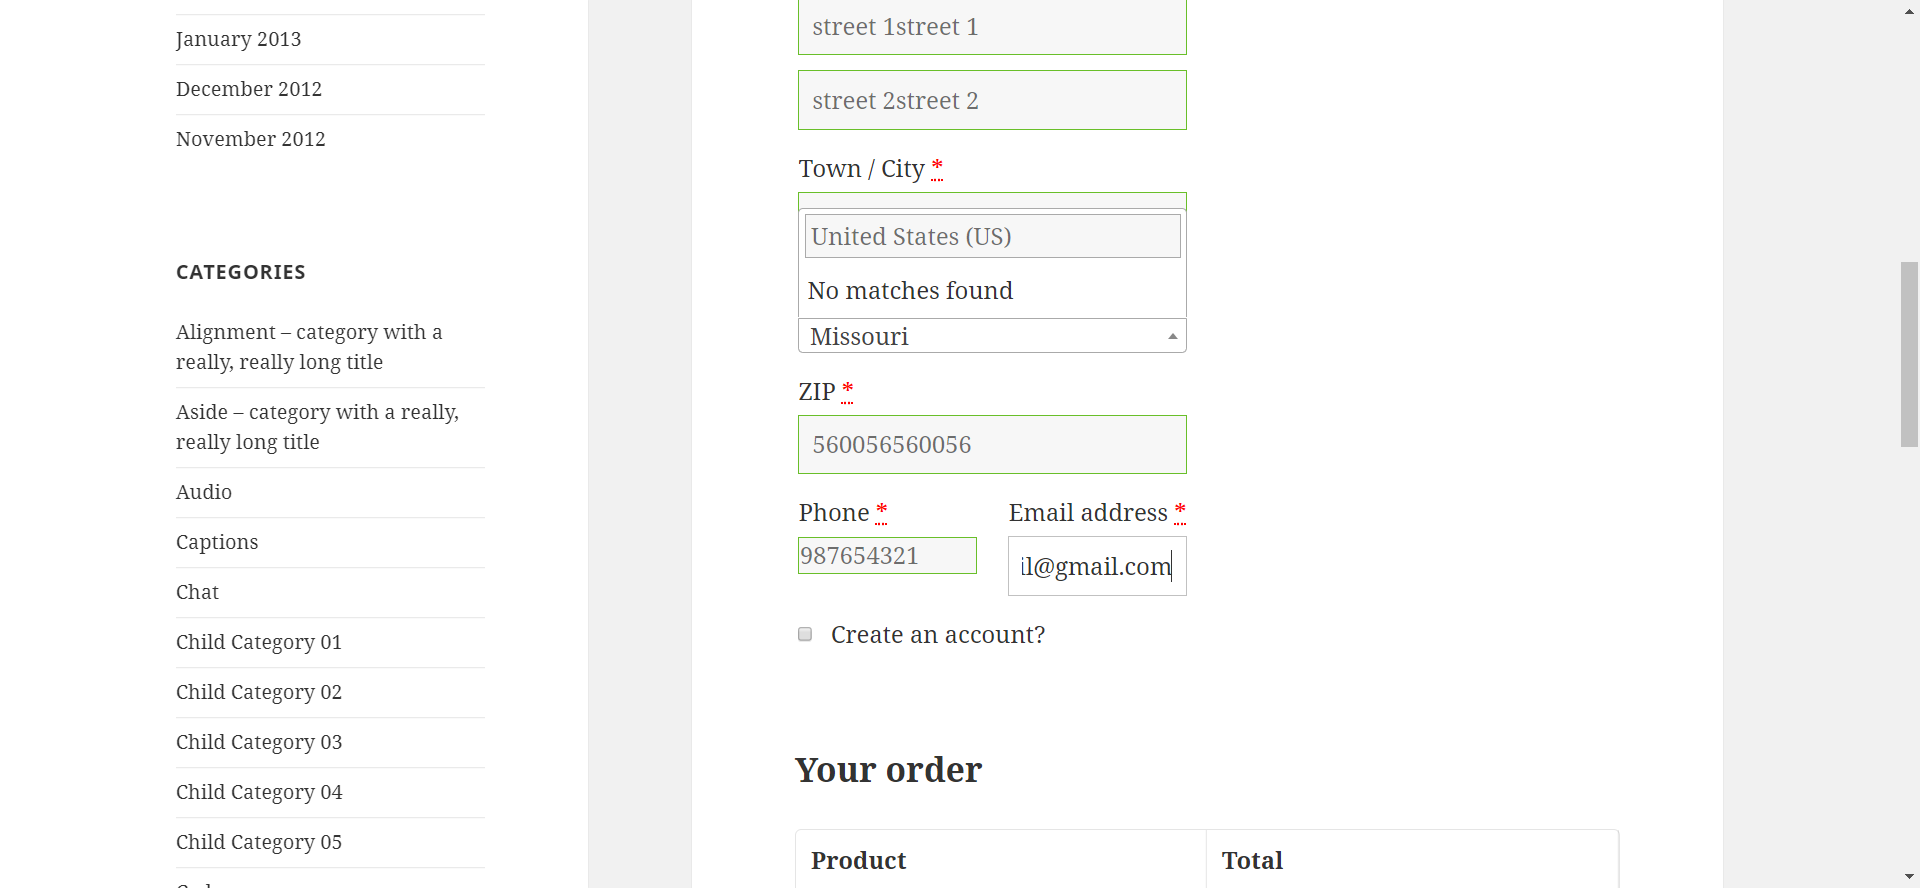 January 2013
December 2012
November 2012
CATEGORIES
Alignment – category with a
really, really long title
Aside – category with a really,
really long title
Audio
Captions
Chat
Child Category 01
Child Category 02
Child Category 03
Child Category 04
Child Category 05
street 1street 1
street 2street 2
Town / City *
United States (US)
No matches found
Missouri
ZIP *
560056560056
Phone *
Email address *
987654321
il@gmail.com
Create an account?
Your order
Product
Total